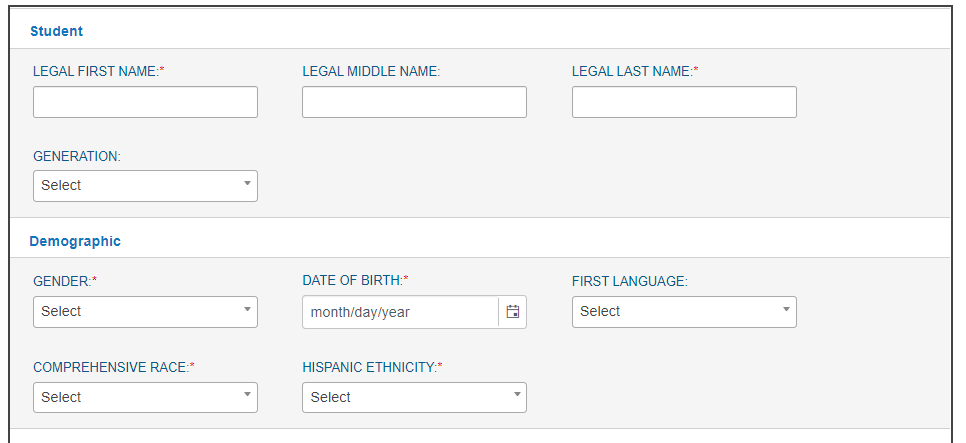 Student
LEGAL FIRST NAME:* LEGAL MIDDLE NAME: LEGAL LAST NAME:*
GENERATION:
Select
Demographic
GENDER:* DATE OF BIRTH:* FIRST LANGUAGE:
Select month/day/year Select
COMPREHENSIVE RACE:* HISPANIC ETHNICITY:*
Select Select